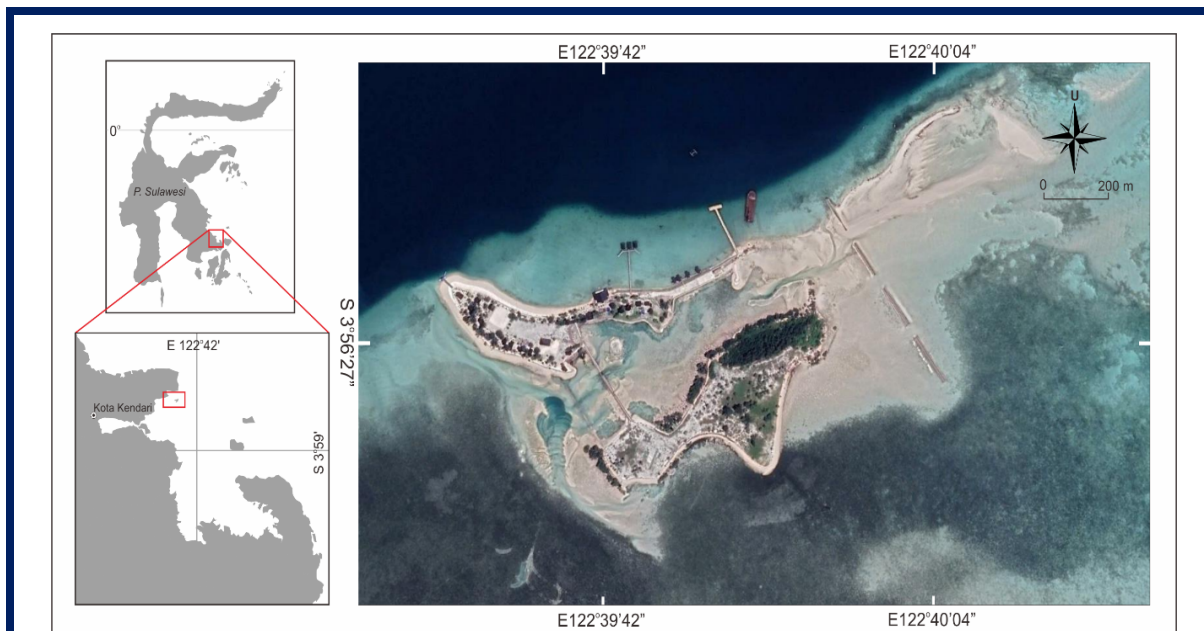 E122°39'42”
E122°40'04”
0°
P. Sulawesi
U
0
200 m
S 3°56'27”
E 122°42'
Kota Kendari
S 3°59'
E122°39'42”
E122°40'04”